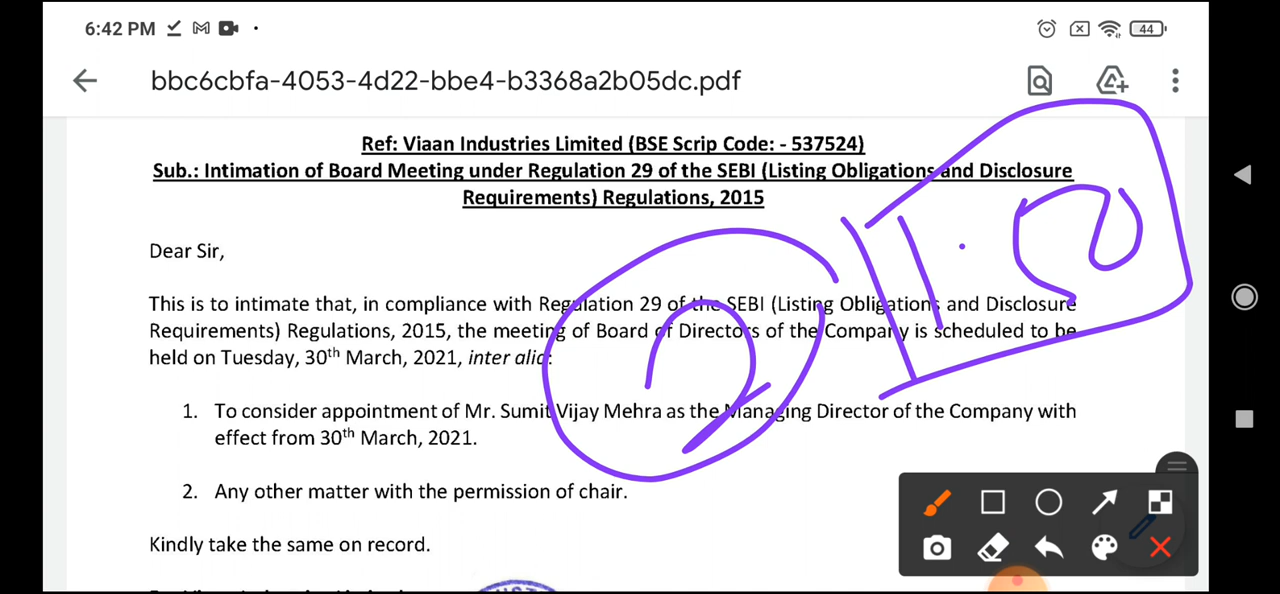 6:42 PM
44
bbc6cbfa-4053-4d22-bbe4-b3368a2b05dc.pdf
Ref: Viaan Industries Limited (BSE Scrip Code: - 537524)
Sub.: Intimation of Board Meeting under Regulation 29 of the SEBI (Listing Obligations and Disclosure
Requirements) Regulations, 2015
Dear Sir,
This is to intimate that, in compliance with Regulation 29 of the SEBI (Listing Obligations and Disclosure
Requirements) Regulations, 2015, the meeting of Board of Directors of the Company is scheduled to be
held on Tuesday, 30th March, 2021, inter alia:
1. To consider appointment of Mr. Sumit Vijay Mehra as the Managing Director of the Company with
effect from 30th March, 2021.
2. Any other matter with the permission of chair.
Kindly take the same on record.
2